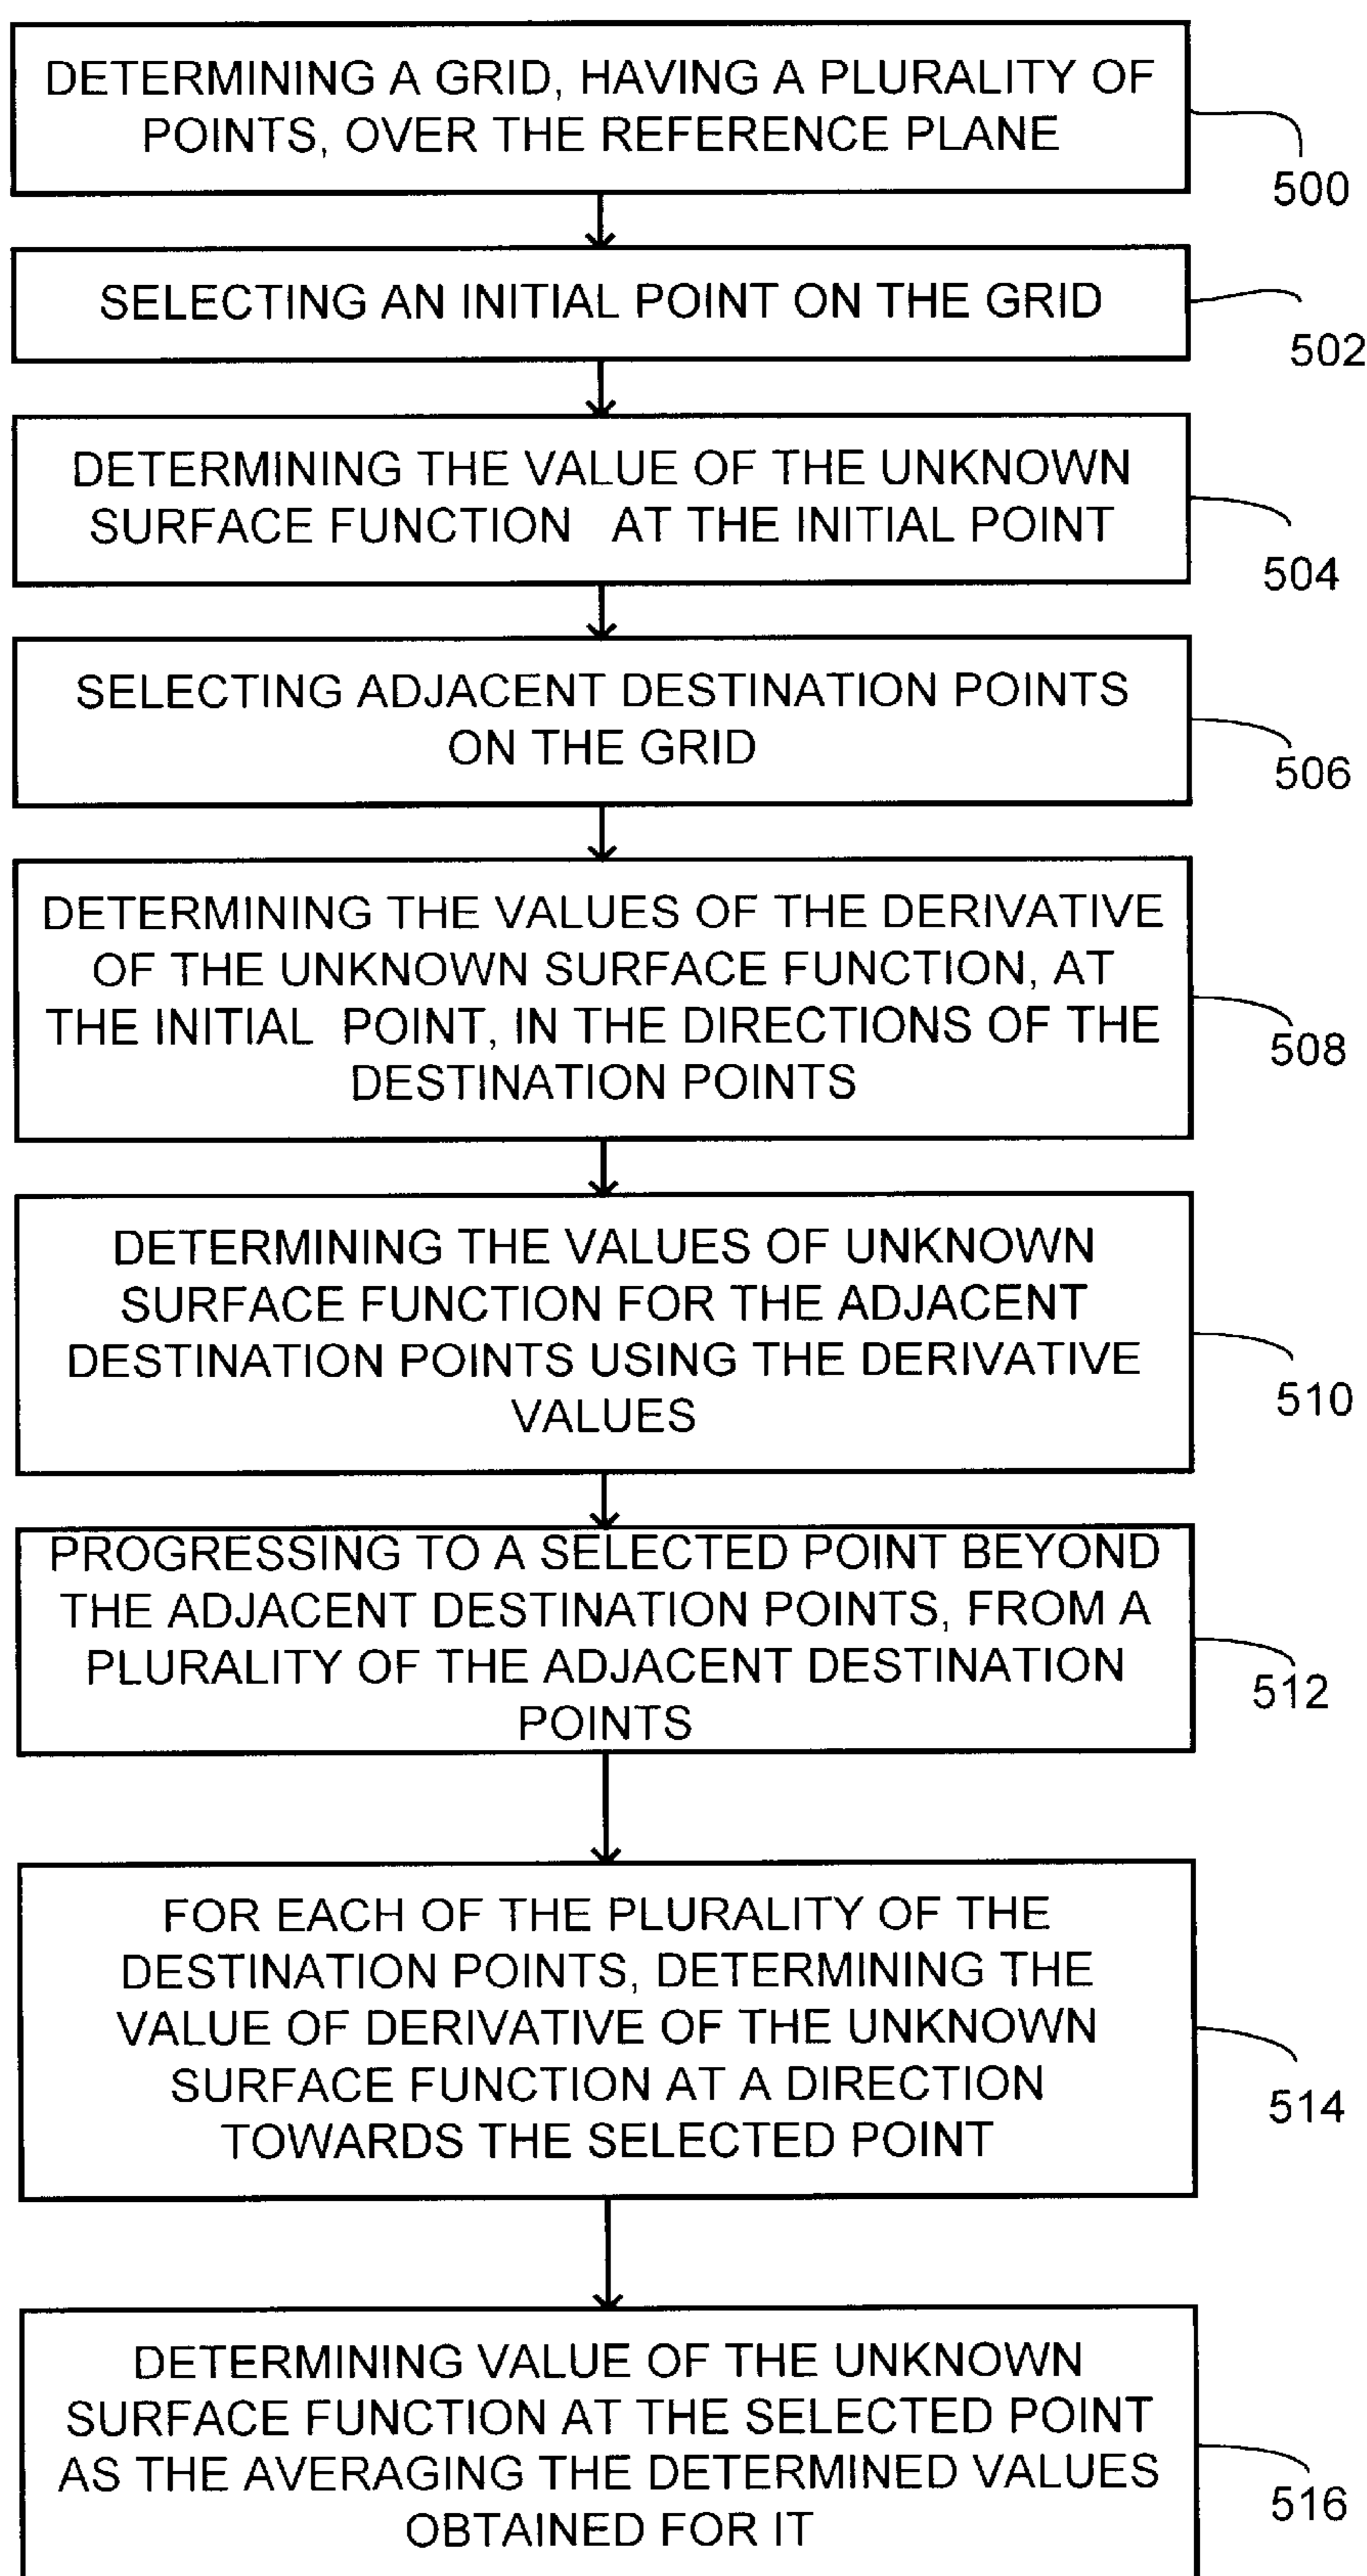 DETERMINING A GRID, HAVING A PLURALITY OF
POINTS, OVER THE REFERENCE PLANE
500
SELECTING AN INITIAL POINT ON THE GRID
502
DETERMINING THE VALUE OF THE UNKNOWN
SURFACE FUNCTION AT THE INITIAL POINT
504
SELECTING ADJACENT DESTINATION POINTS
ON THE GRID
506
DETERMINING THE VALUES OF THE DERIVATIVE
OF THE UNKNOWN SURFACE FUNCTION, AT
THE INITIAL POINT, IN THE DIRECTIONS OF THE
DESTINATION POINTS
508
DETERMINING THE VALUES OF UNKNOWN
SURFACE FUNCTION FOR THE ADJACENT
DESTINATION POINTS USING THE DERIVATIVE
VALUES
510
PROGRESSING TO A SELECTED POINT BEYOND
THE ADJACENT DESTINATION POINTS, FROM A
PLURALITY OF THE ADJACENT DESTINATION
POINTS
512
FOR EACH OF THE PLURALITY OF THE
DESTINATION POINTS, DETERMINING THE
VALUE OF DERIVATIVE OF THE UNKNOWN
SURFACE FUNCTION AT A DIRECTION
TOWARDS THE SELECTED POINT
514
DETERMINING VALUE OF THE UNKNOWN
SURFACE FUNCTION AT THE SELECTED POINT
AS THE AVERAGING THE DETERMINED VALUES
OBTAINED FOR IT
516